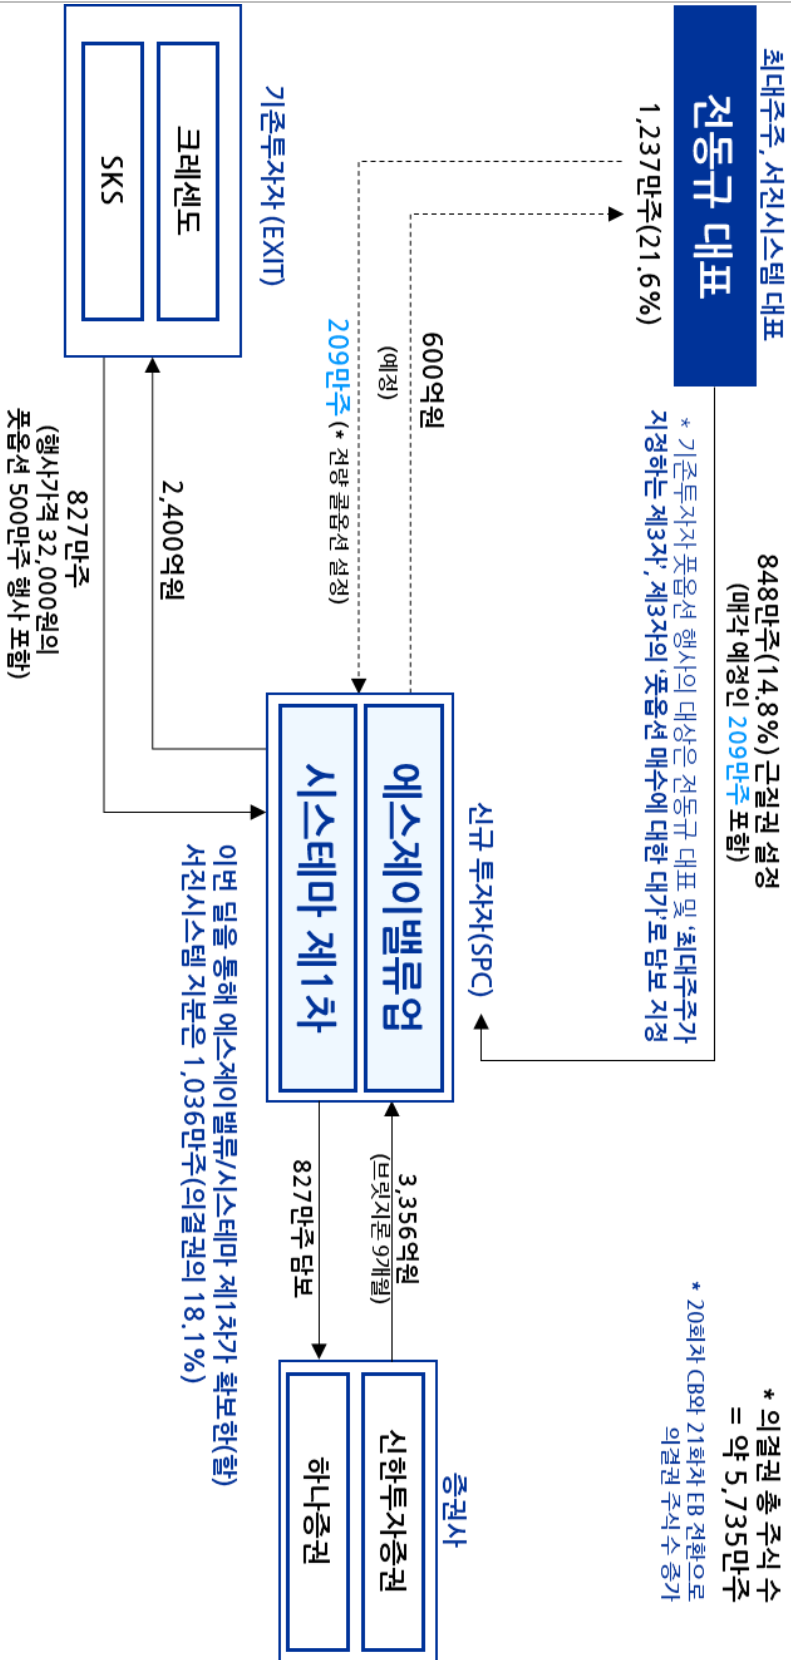 최대주주, 서진시스템 대표
전동규 대표
1,237만주(21.6%)
848만주(14.8%) 근질권 설정
(매각 예정인 209만주 포함)
* 기존투자자 풋옵션 행사의 대상은 전동규 대표 및 '최대주주가
지정하는 제3자', 제3자의 '풋옵션 매수에 대한 대가'로 담보 지정
* 의결권 총 주식 수
= 약 5,735만주
* 20회차 CB와 21회차 EB 전환으로
의결권 주식 수 증가
600억원
(예정)
209만주 (* 전량 콜옵션 설정)
기존투자자 (EXIT)
크레센도
SKS
2,400억원
827만주
(행사가격 32,000원의
풋옵션 500만주 행사 포함)
신규 투자자(SPC)
에스제이밸류업
시스테마 제1차
3,356억원
(브릿지론 9개월)
827만주 담보
증권사
신한투자증권
하나증권
이번 딜을 통해 에스제이밸류/시스테마 제1차가 확보한(할)
서진시스템 지분은 1,036만주(의결권의 18.1%)